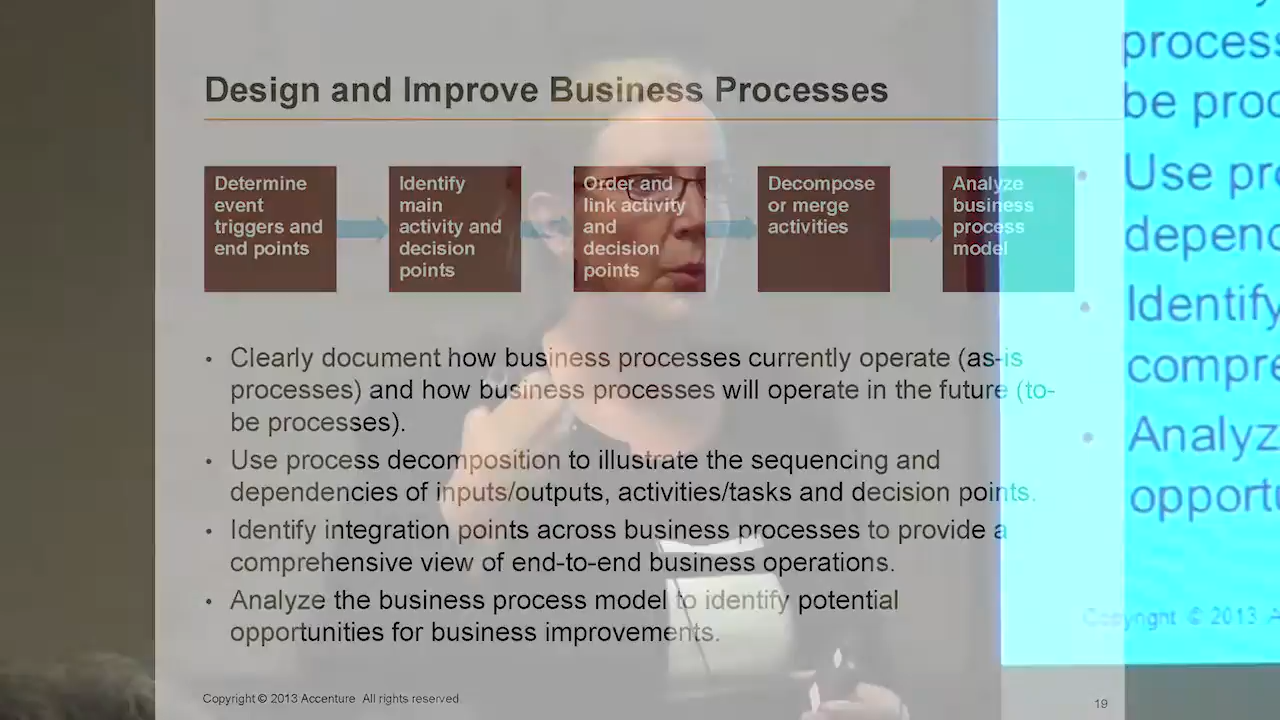 Design and Improve Business Processes
Determine
event
triggers and
end points
Identify
main
activity and
decision
points
Order and
link activity
and
decision
points
Decompose
or merge
activities
Analyze
business
process
model
• Clearly document how business processes currently operate (as-is
processes) and how business processes will operate in the future (to-
be processes).
• Use process decomposition to illustrate the sequencing and
dependencies of inputs/outputs, activities/tasks and decision points.
• Identify integration points across business processes to provide a
comprehensive view of end-to-end business operations.
• Analyze the business process model to identify potential
opportunities for business improvements.
Copyright © 2013 Accenture All rights reserved.
19
process
be proc
• Use pro
depend
• Identify
compre
• Analyz
opport
Copyright © 2013 A